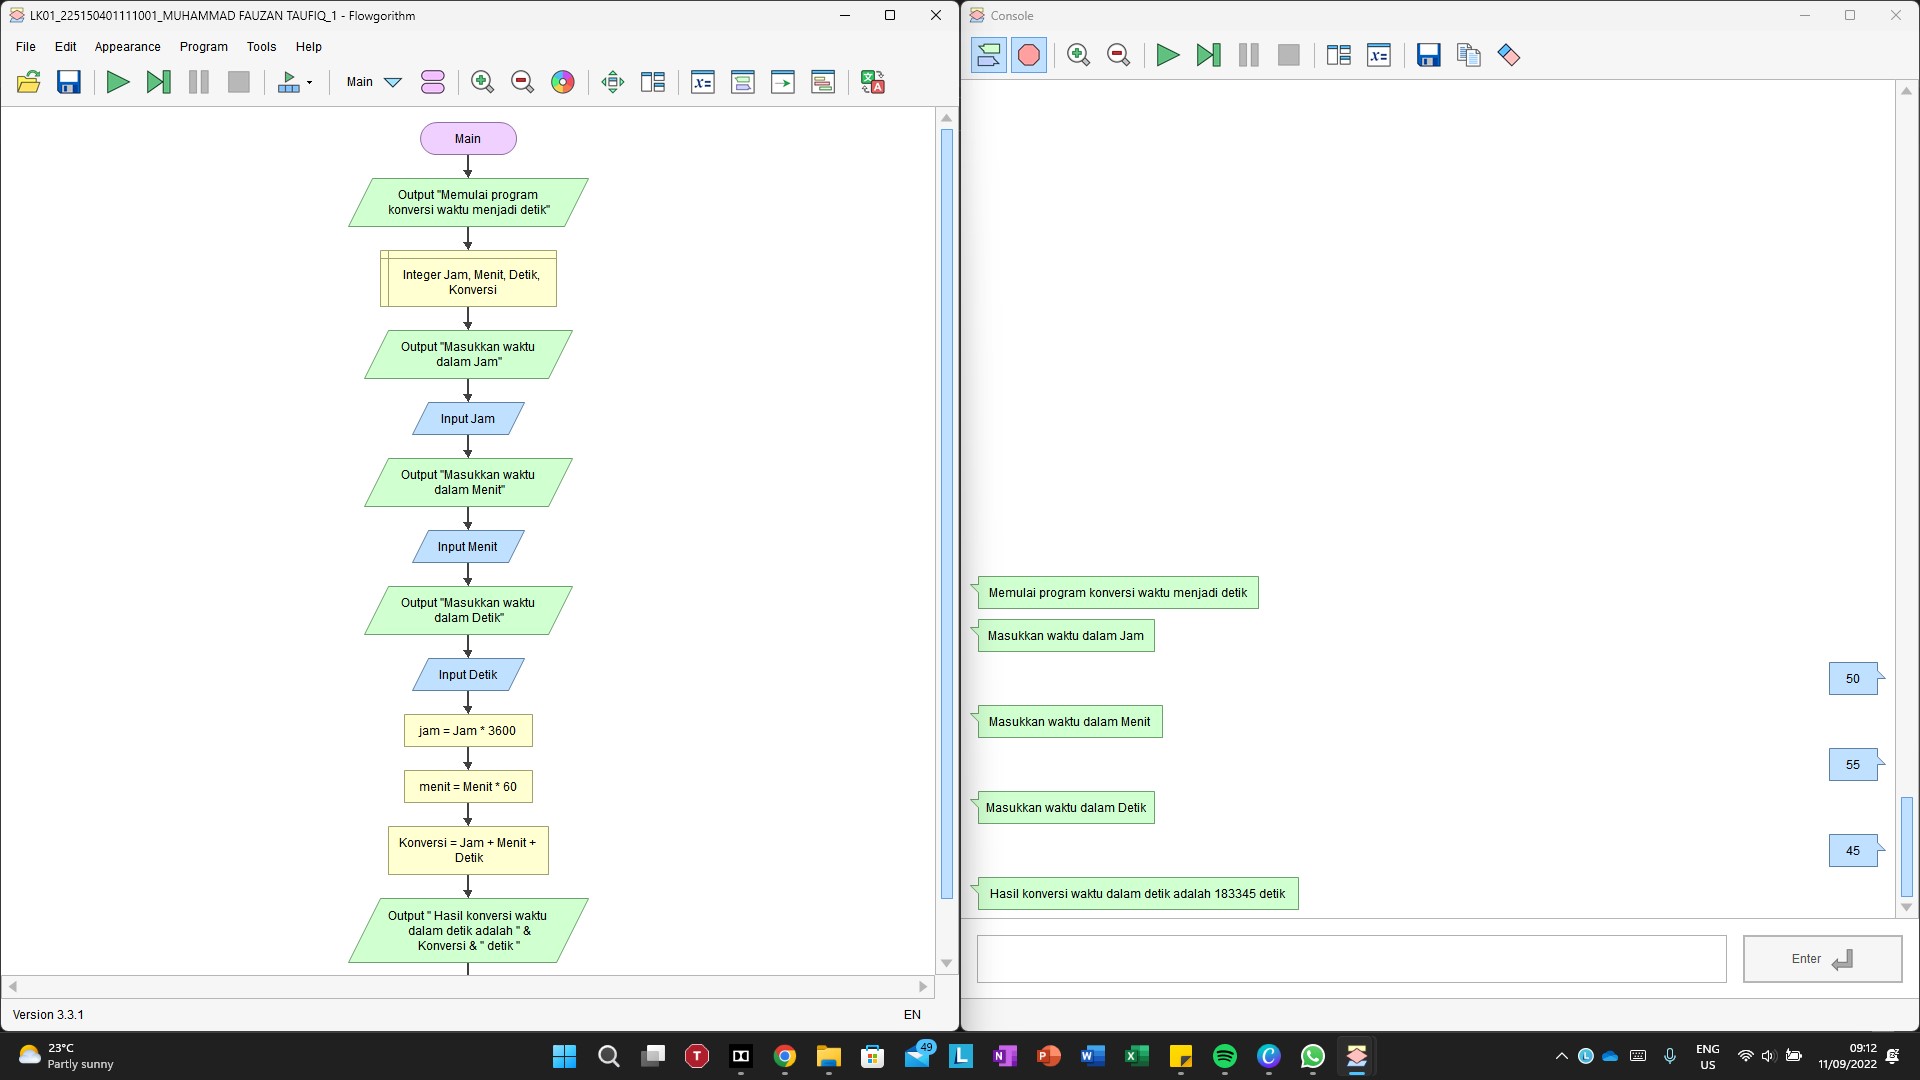 LK01_225150401111001_MUHAMMAD FAUZAN TAUFIQ_1 - Flowgorithm
File Edit Appearance Program Tools Help
Main
Main
Output "Memulai program
konversi waktu menjadi detik"
Integer Jam, Menit, Detik,
Konversi
Output "Masukkan waktu
dalam Jam"
Input Jam
Output "Masukkan waktu
dalam Menit"
Input Menit
Output "Masukkan waktu
dalam Detik"
Input Detik
jam = Jam * 3600
menit = Menit * 60
Konversi = Jam + Menit +
Detik
Output " Hasil konversi waktu
dalam detik adalah " &
Konversi & " detik "
Version 3.3.1
EN
Console
Memulai program konversi waktu menjadi detik
Masukkan waktu dalam Jam
50
Masukkan waktu dalam Menit
55
Masukkan waktu dalam Detik
45
Hasil konversi waktu dalam detik adalah 183345 detik
Enter
23°C
Partly sunny
49
ENG
US
09:12
11/09/2022